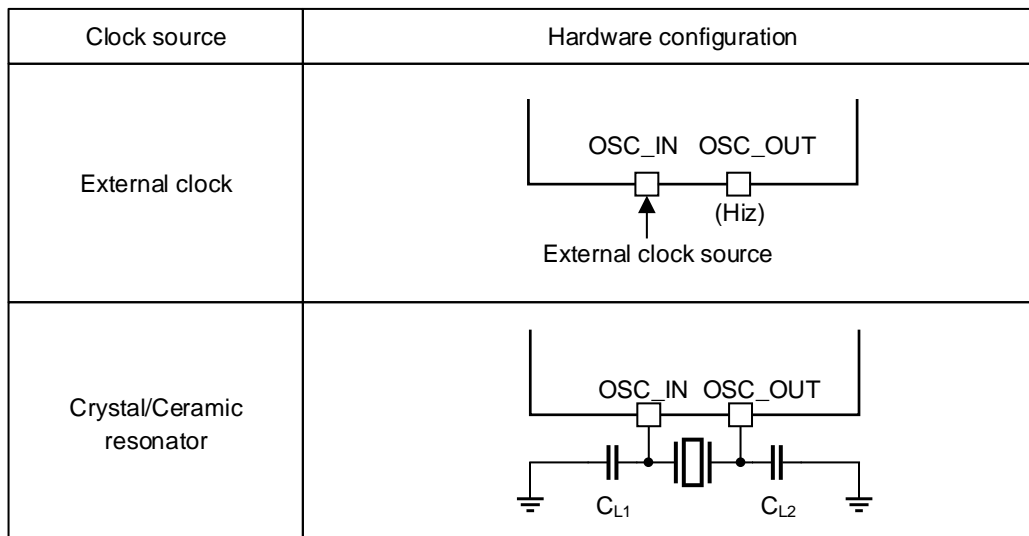 Clock source
Hardware configuration
External clock
OSC_IN OSC_OUT
(Hiz)
External clock source
Crystal/Ceramic
resonator
OSC_IN OSC_OUT
CL1
CL2